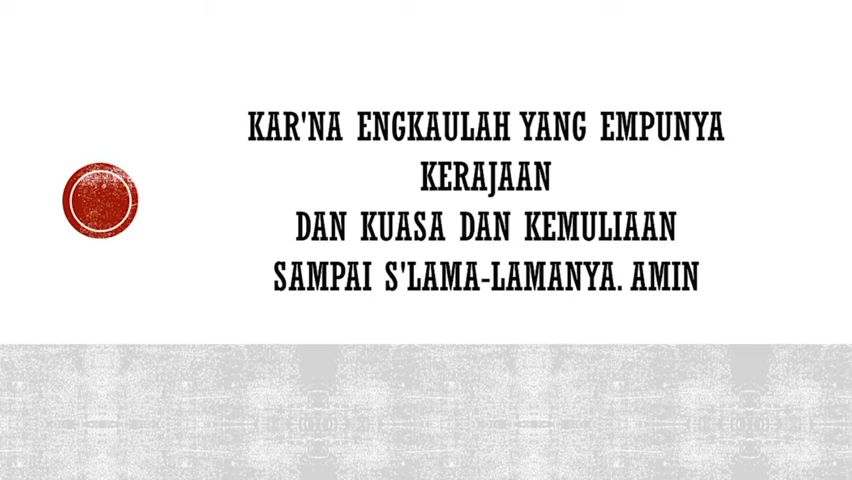 KAR'NA ENGKAULAH YANG EMPUNYA
KERAJAAN
DAN KUASA DAN KEMULIAAN
SAMPAI S'LAMA-LAMANYA. AMIN